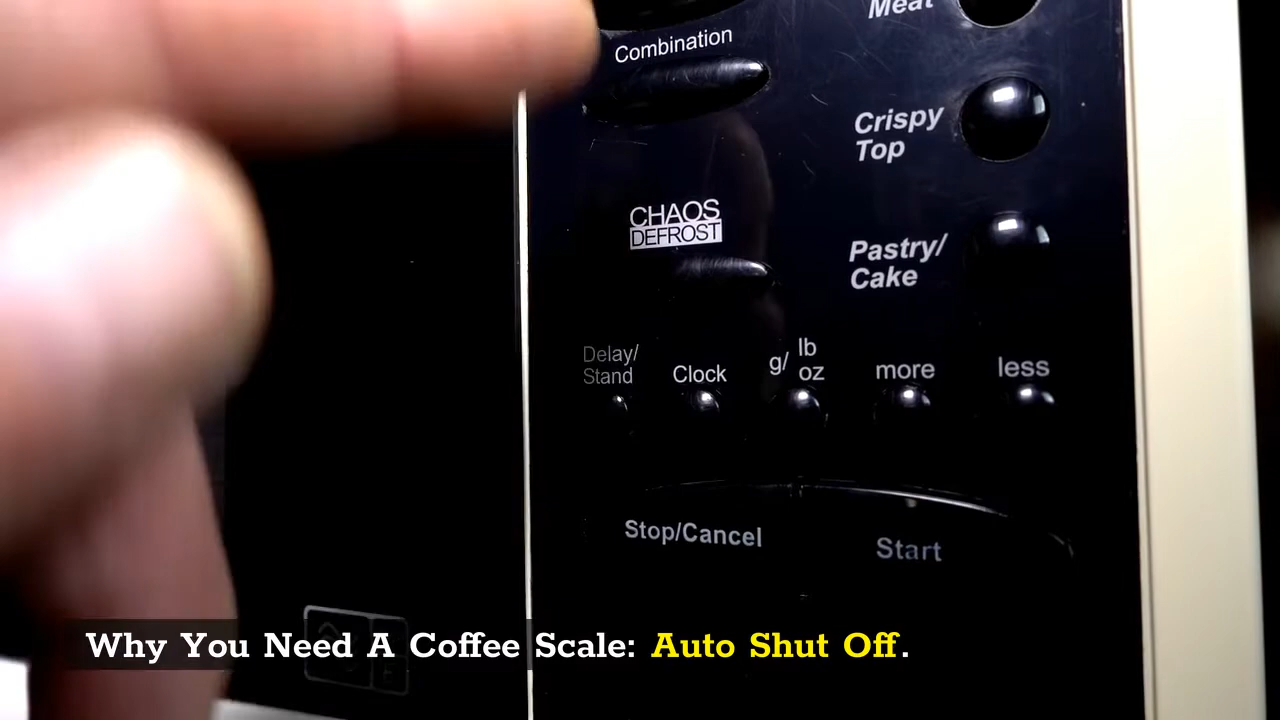 Meat
Combination
Crispy
Top
CHAOS
DEFROST
Pastry/
Cake
Delay/
Stand
Clock
g/ lb
oz
more
less
Stop/Cancel
Start
Why You Need A Coffee Scale: Auto Shut Off.